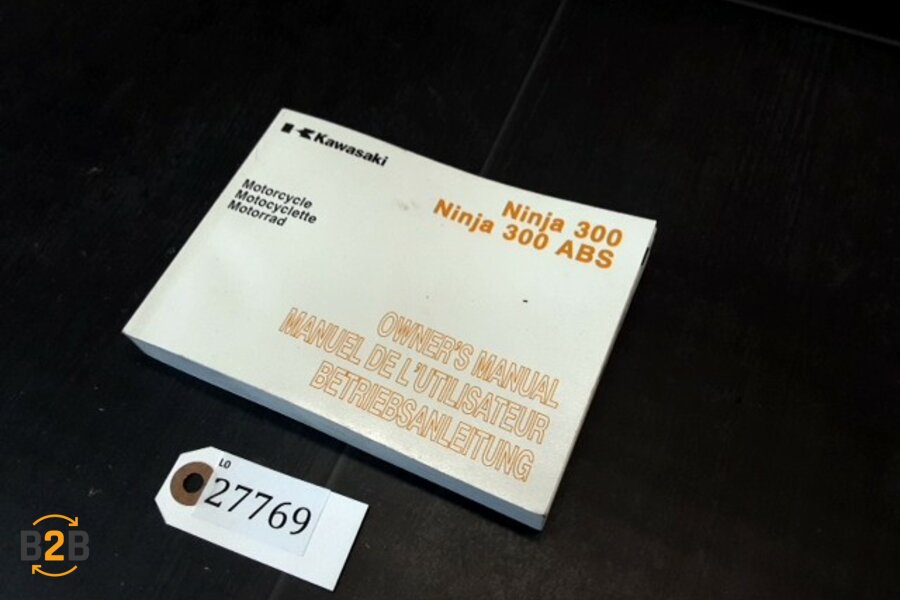 Kawasaki
Motorcycle
Motocyclette
Motorrad
Ninja 300
Ninja 300 ABS
OWNER'S MANUAL
MANUEL DE L'UTILISATEUR
BETRIEBSANLEITUNG
LO
27769
B2B